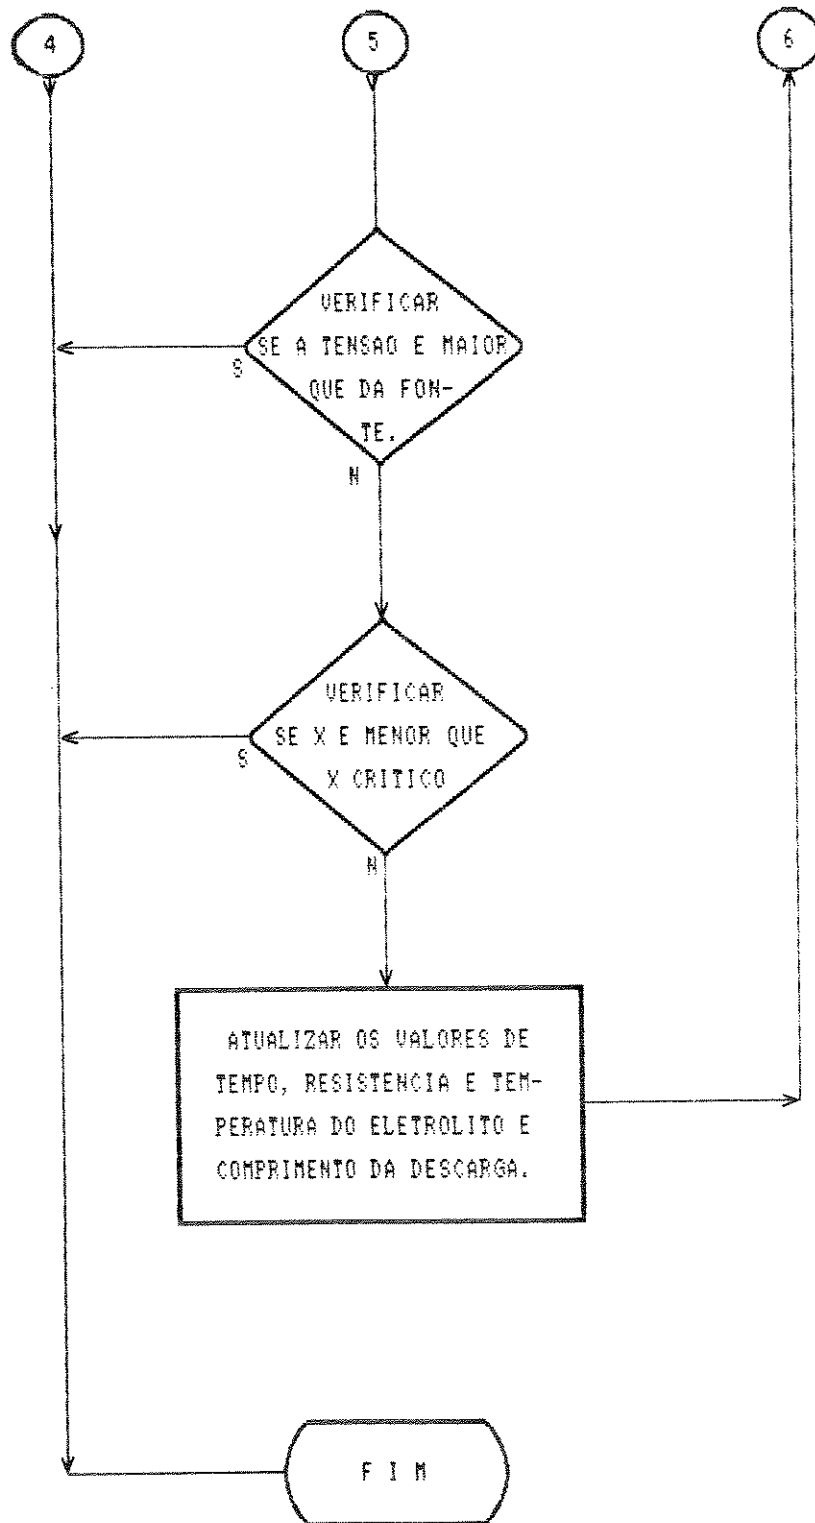 4
5
6
VERIFICAR
SE A TENSAO E MAIOR
QUE DA FON-
TE.
S
N
VERIFICAR
SE X E MENOR QUE
X CRITICO
S
N
ATUALIZAR OS VALORES DE
TEMPO, RESISTENCIA E TEM-
PERATURA DO ELETROLITO E
COMPRIMENTO DA DESCARGA.
F I M